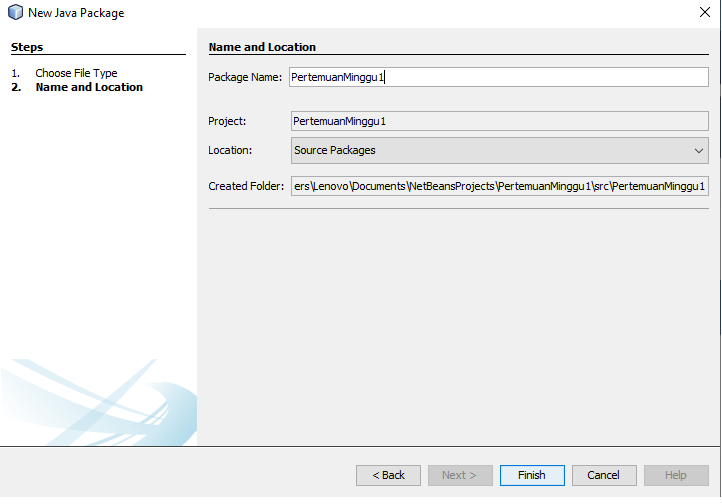 New Java Package
Steps
1. Choose File Type
2. Name and Location
Name and Location
Package Name: PertemuanMinggu1
Project: PertemuanMinggu1
Location: Source Packages
Created Folder: ers\Lenovo\Documents\NetBeansProjects\PertemuanMinggu1\src\PertemuanMinggu1
< Back Next > Finish Cancel Help